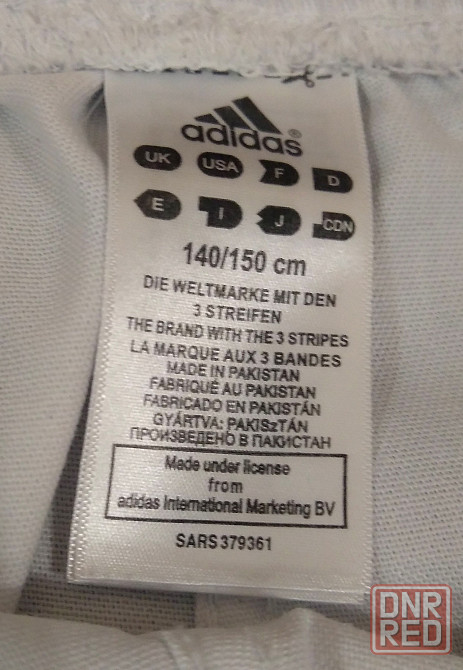 adidas®
UK USA F D
E I J CDN
140/150 cm
DIE WELTMARKE MIT DEN
3 STREIFEN
THE BRAND WITH THE 3 STRIPES
LA MARQUE AUX 3 BANDES
MADE IN PAKISTAN
FABRIQUÉ AU PAKISTAN
FABRICADO EN PAKISTÁN
GYÁRTVA: PAKISzTÁN
ПРОИЗВЕДЕНО В ПАКИСТАН
Made under license
from
adidas International Marketing BV
SARS 379361
DNR
RED